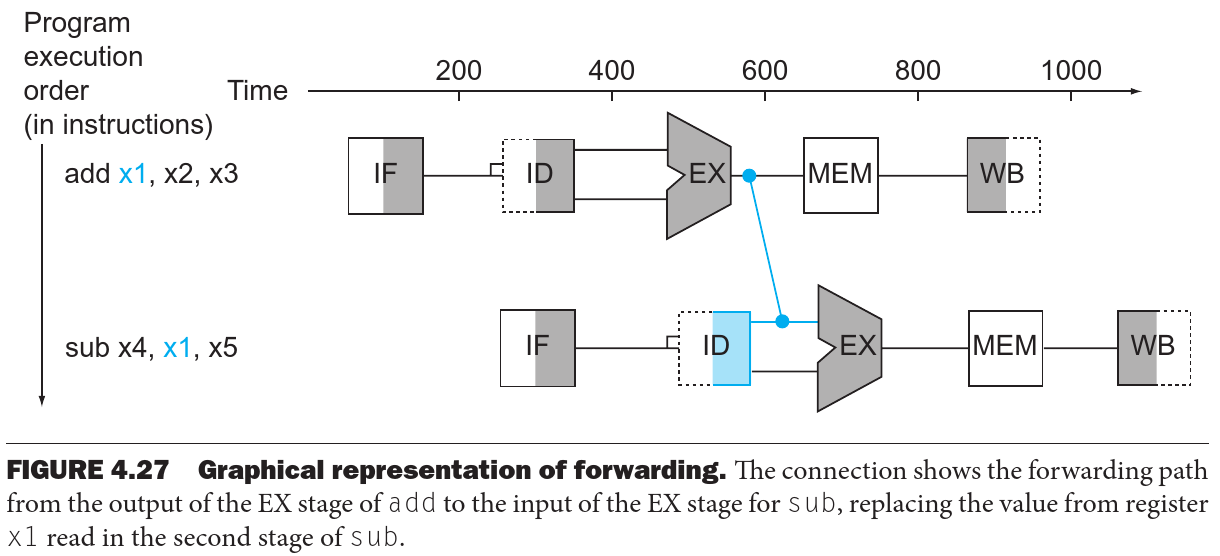 Program
execution
order
(in instructions)
Time
200 400 600 800 1000
add x1, x2, x3
IF ID EX MEM WB
sub x4, x1, x5
IF ID EX MEM WB
FIGURE 4.27 Graphical representation of forwarding. The connection shows the forwarding path
from the output of the EX stage of add to the input of the EX stage for sub, replacing the value from register
x1 read in the second stage of sub.